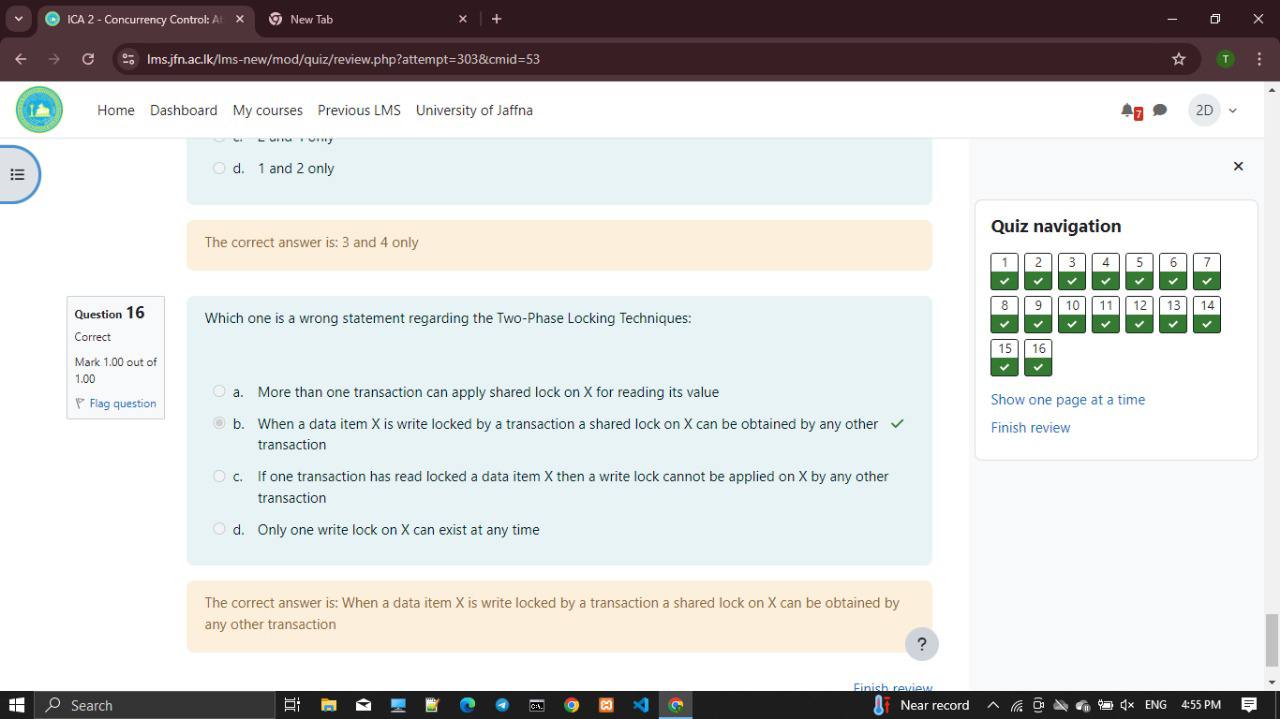 ICA 2 - Concurrency Control: A
New Tab
lms.jfn.ac.lk/lms-new/mod/quiz/review.php?attempt=303&cmid=53
T
Home Dashboard My courses Previous LMS University of Jaffna
7
2D
c. 2 and 4 only
d. 1 and 2 only
The correct answer is: 3 and 4 only
Question 16
Correct
Mark 1.00 out of
1.00
Flag question
Which one is a wrong statement regarding the Two-Phase Locking Techniques:
a. More than one transaction can apply shared lock on X for reading its value
b. When a data item X is write locked by a transaction a shared lock on X can be obtained by any other
transaction
c. If one transaction has read locked a data item X then a write lock cannot be applied on X by any other
transaction
d. Only one write lock on X can exist at any time
The correct answer is: When a data item X is write locked by a transaction a shared lock on X can be obtained by
any other transaction
?
Finish review
Quiz navigation
1 2 3 4 5 6 7
8 9 10 11 12 13 14
15 16
Show one page at a time
Finish review
Search
Near record
ENG
4:55 PM